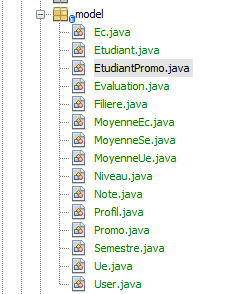 model
Ec.java
Etudiant.java
EtudiantPromo.java
Evaluation.java
Filiere.java
MoyenneEc.java
MoyenneSe.java
MoyenneUe.java
Niveau.java
Note.java
Profil.java
Promo.java
Semestre.java
Ue.java
User.java